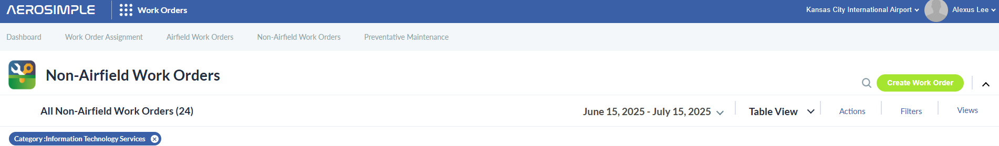 AEROSIMPLE Work Orders Kansas City International Airport Alexus Lee
Dashboard Work Order Assignment Airfield Work Orders Non-Airfield Work Orders Preventative Maintenance
Non-Airfield Work Orders
Create Work Order
All Non-Airfield Work Orders (24) June 15, 2025 - July 15, 2025 Table View Actions Filters Views
Category :Information Technology Services